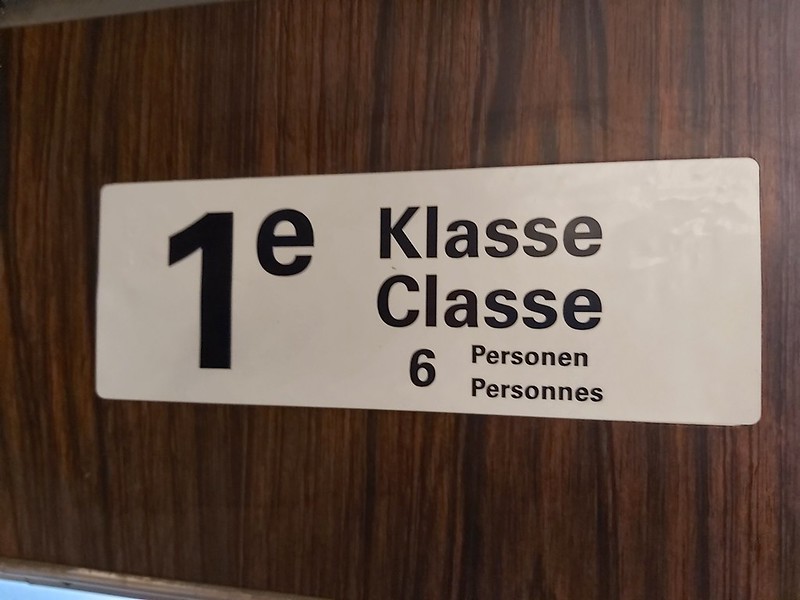 1e Klasse
Classe
6 Personen
Personnes